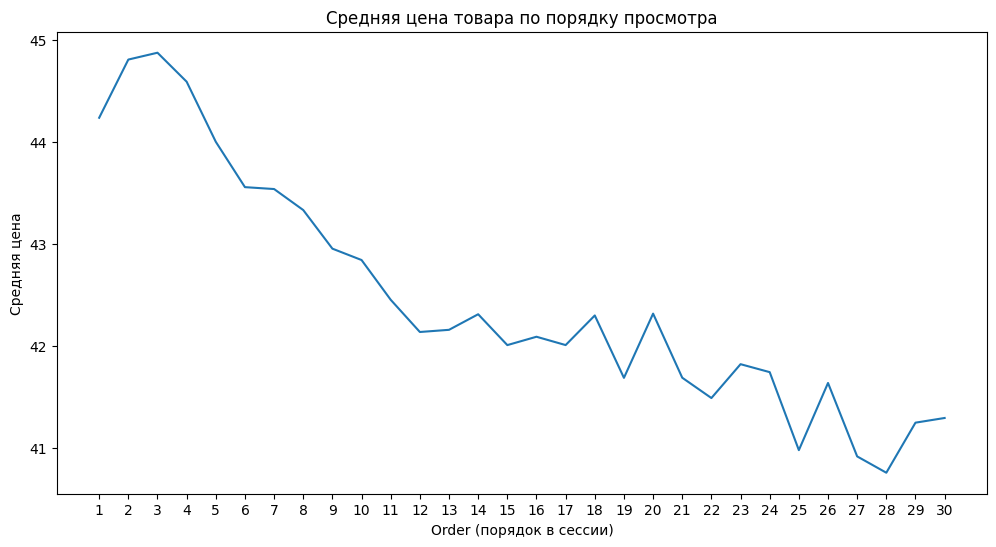 Средняя цена товара по порядку просмотра
45
44
43
42
41
Средняя цена
1 2 3 4 5 6 7 8 9 10 11 12 13 14 15 16 17 18 19 20 21 22 23 24 25 26 27 28 29 30
Order (порядок в сессии)